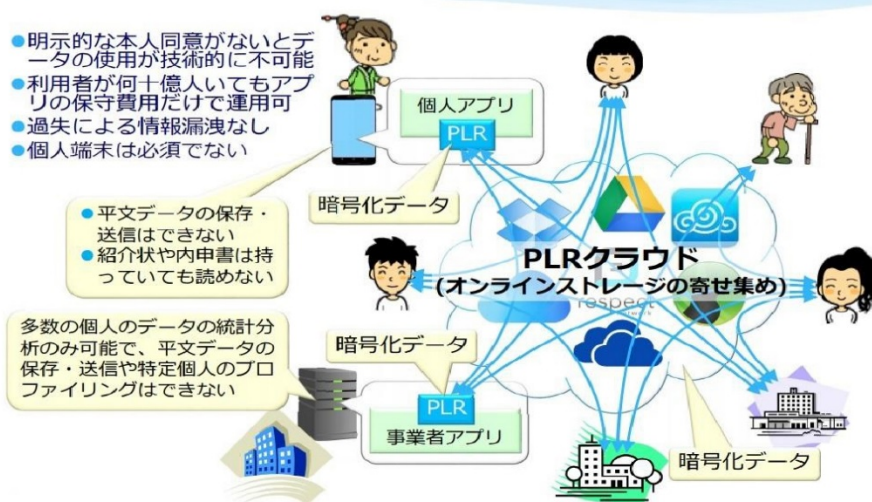 ●明示的な本人同意がないとデ
ータの使用が技術的に不可能
●利用者が何十億人いてもアプ
リの保守費用だけで運用可
●過失による情報漏洩なし
●個人端末は必須でない
個人アプリ
PLR
暗号化データ
●平文データの保存・
送信はできない
●紹介状や内申書は持
っていても読めない
PLRクラウド
(オンラインストレージの寄せ集め)
respect
network
多数の個人のデータの統計分
析のみ可能で、平文データの
保存・送信や特定個人のプロ
ファイリングはできない
暗号化データ
PLR
事業者アプリ
暗号化データ